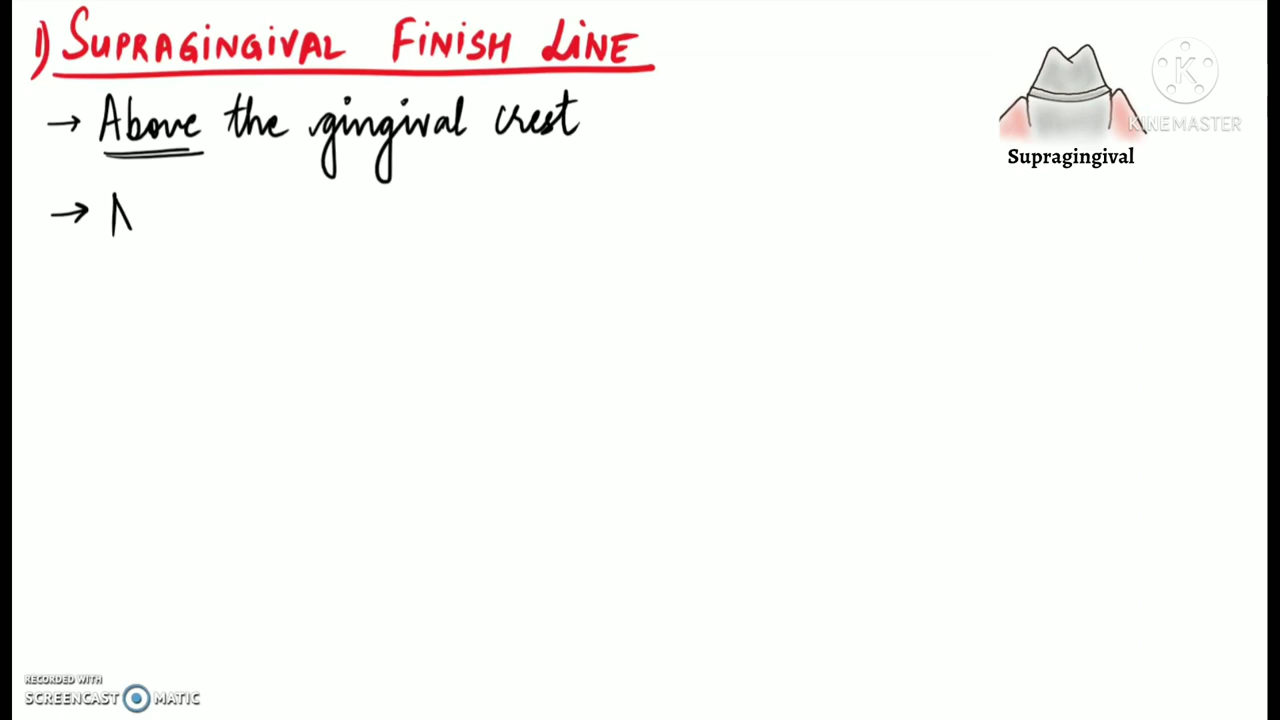 1) SUPRAGINGIVAL FINISH LINE
→ Above the gingival crest
→
KINEMASTER
Supragingival
RECORDED WITH
SCREENCAST MATIC